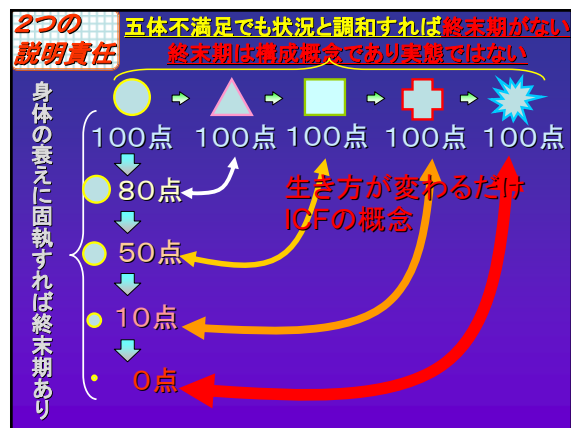 2つの
説明責任
五体不満足でも状況と調和すれば終末期がない
終末期は構成概念であり実態ではない
身体の衰えに固執すれば終末期あり
100点
100点
100点
100点
100点
80点
生き方が変わるだけ
ICFの概念
50点
10点
0点